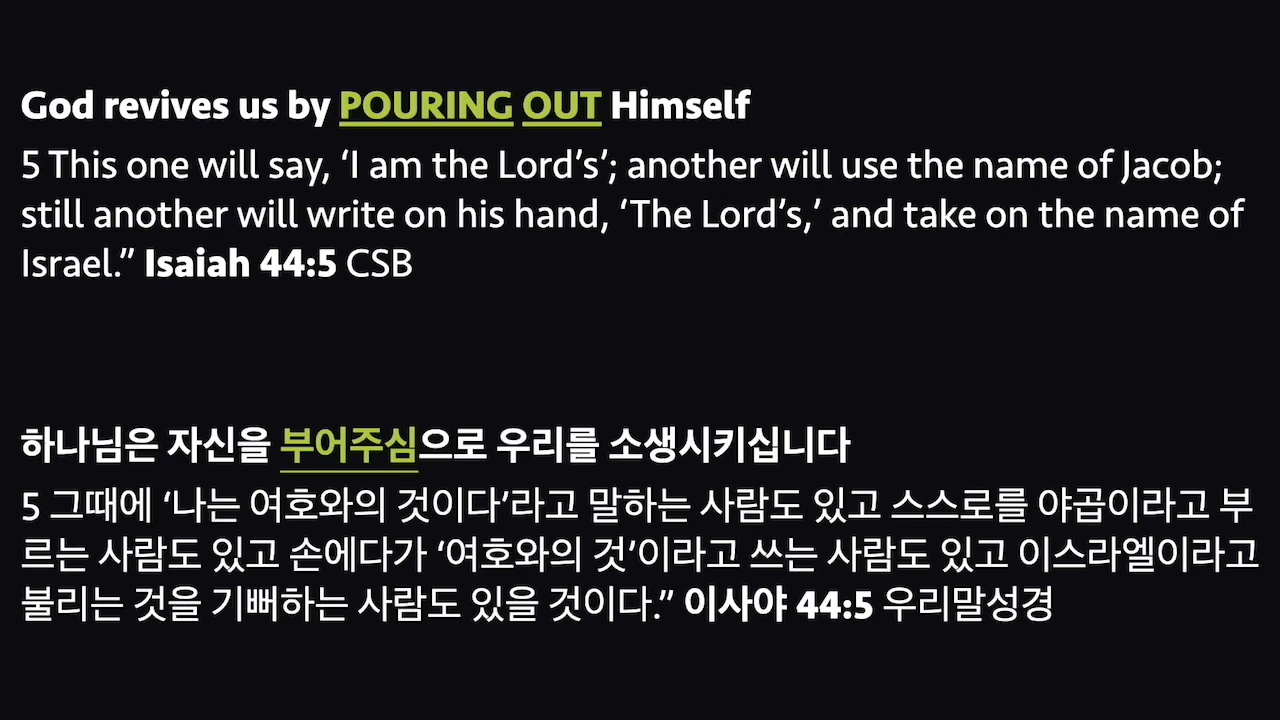 God revives us by POURING OUT Himself
5 This one will say, ‘I am the Lord’s’; another will use the name of Jacob;
still another will write on his hand, ‘The Lord’s,’ and take on the name of
Israel.” Isaiah 44:5 CSB
하나님은 자신을 부어주심으로 우리를 소생시키십니다
5 그때에 ‘나는 여호와의 것이다’라고 말하는 사람도 있고 스스로를 야곱이라고 부
르는 사람도 있고 손에다가 ‘여호와의 것’이라고 쓰는 사람도 있고 이스라엘이라고
불리는 것을 기뻐하는 사람도 있을 것이다.” 이사야 44:5 우리말성경